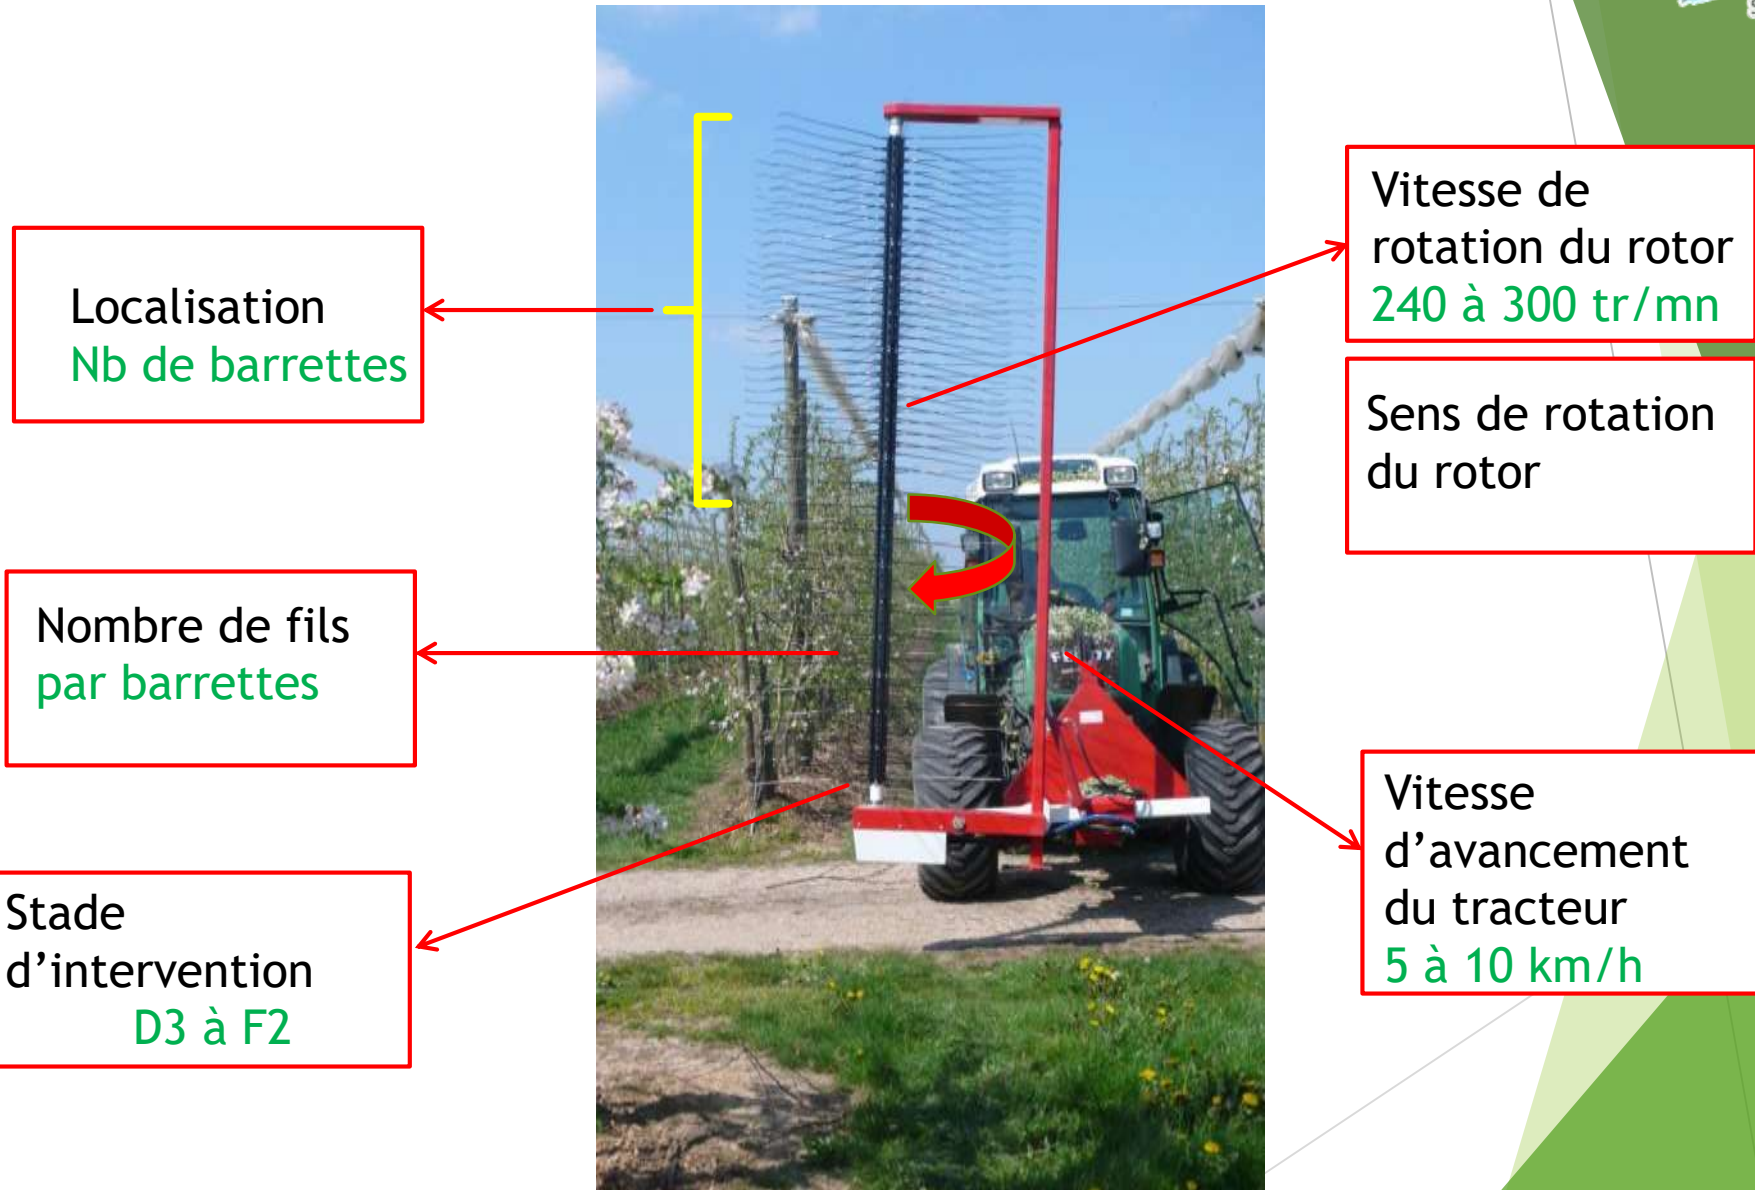 Localisation
Nb de barrettes
Nombre de fils
par barrettes
Stade
d’intervention
D3 à F2
Vitesse de
rotation du rotor
240 à 300 tr/mn
Sens de rotation
du rotor
Vitesse
d’avancement
du tracteur
5 à 10 km/h